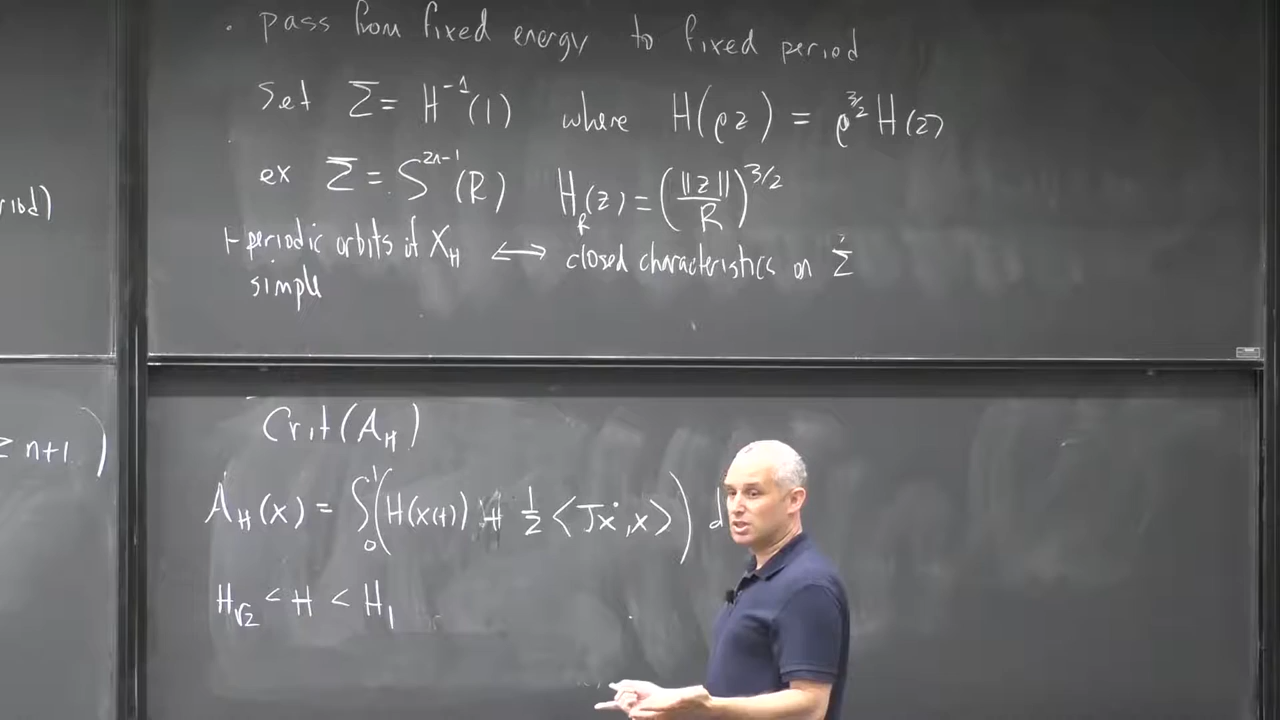 · pass from fixed energy to fixed period
Set Σ = H⁻¹(1) where H(ρz) = ρ^{3/2} H(z)
ex Σ = S^{2n-1}(R) H_R(z) = (||z||/R)^{3/2}
riod)
1-periodic orbits of X_H ⟷ closed characteristics on Σ
simple
Crit(A_H)
≥ n+1 )
A_H(x) = ∫₀¹(H(x(t)) + ½⟨Jẋ,x⟩) d
H_{√2} < H < H_1